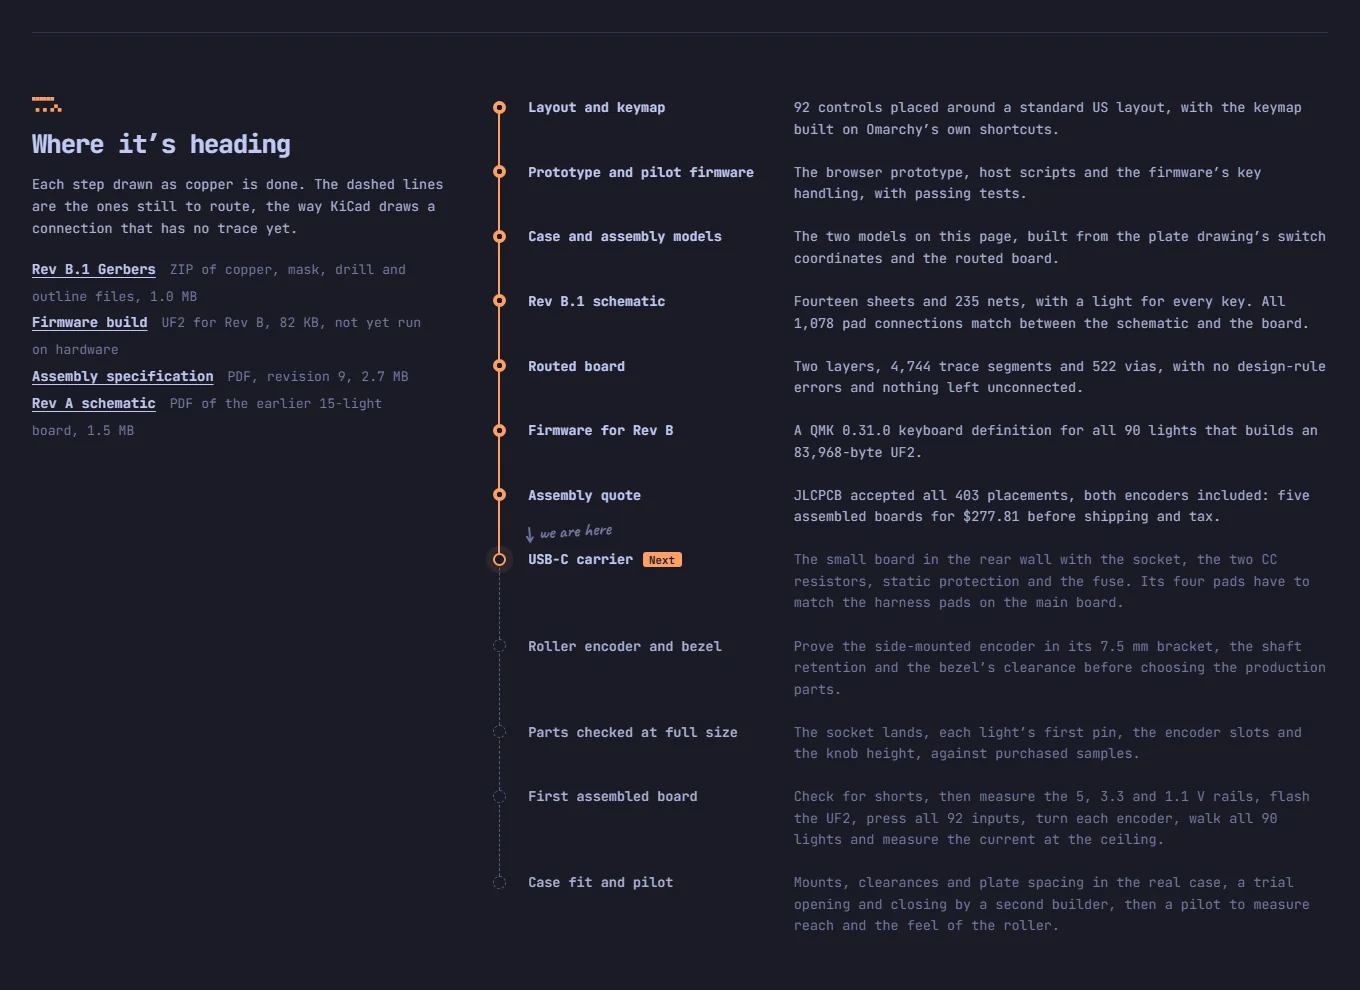 Where it’s heading
Each step drawn as copper is done. The dashed lines
are the ones still to route, the way KiCad draws a
connection that has no trace yet.
Rev B.1 Gerbers ZIP of copper, mask, drill and
outline files, 1.0 MB
Firmware build UF2 for Rev B, 82 KB, not yet run
on hardware
Assembly specification PDF, revision 9, 2.7 MB
Rev A schematic PDF of the earlier 15-light
board, 1.5 MB
Layout and keymap
92 controls placed around a standard US layout, with the keymap
built on Omarchy’s own shortcuts.
Prototype and pilot firmware
The browser prototype, host scripts and the firmware’s key
handling, with passing tests.
Case and assembly models
The two models on this page, built from the plate drawing’s switch
coordinates and the routed board.
Rev B.1 schematic
Fourteen sheets and 235 nets, with a light for every key. All
1,078 pad connections match between the schematic and the board.
Routed board
Two layers, 4,744 trace segments and 522 vias, with no design-rule
errors and nothing left unconnected.
Firmware for Rev B
A QMK 0.31.0 keyboard definition for all 90 lights that builds an
83,968-byte UF2.
Assembly quote
JLCPCB accepted all 403 placements, both encoders included: five
assembled boards for $277.81 before shipping and tax.
we are here
USB-C carrier Next
The small board in the rear wall with the socket, the two CC
resistors, static protection and the fuse. Its four pads have to
match the harness pads on the main board.
Roller encoder and bezel
Prove the side-mounted encoder in its 7.5 mm bracket, the shaft
retention and the bezel’s clearance before choosing the production
parts.
Parts checked at full size
The socket lands, each light’s first pin, the encoder slots and
the knob height, against purchased samples.
First assembled board
Check for shorts, then measure the 5, 3.3 and 1.1 V rails, flash
the UF2, press all 92 inputs, turn each encoder, walk all 90
lights and measure the current at the ceiling.
Case fit and pilot
Mounts, clearances and plate spacing in the real case, a trial
opening and closing by a second builder, then a pilot to measure
reach and the feel of the roller.